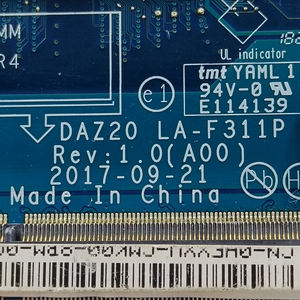 MM
R4
UL indicator
182
tmt YAML 1
94V-0
E114139
e1
DAZ20 LA-F311P
Rev:1.0(A00)
2017-09-21
Made In China
Pb
H